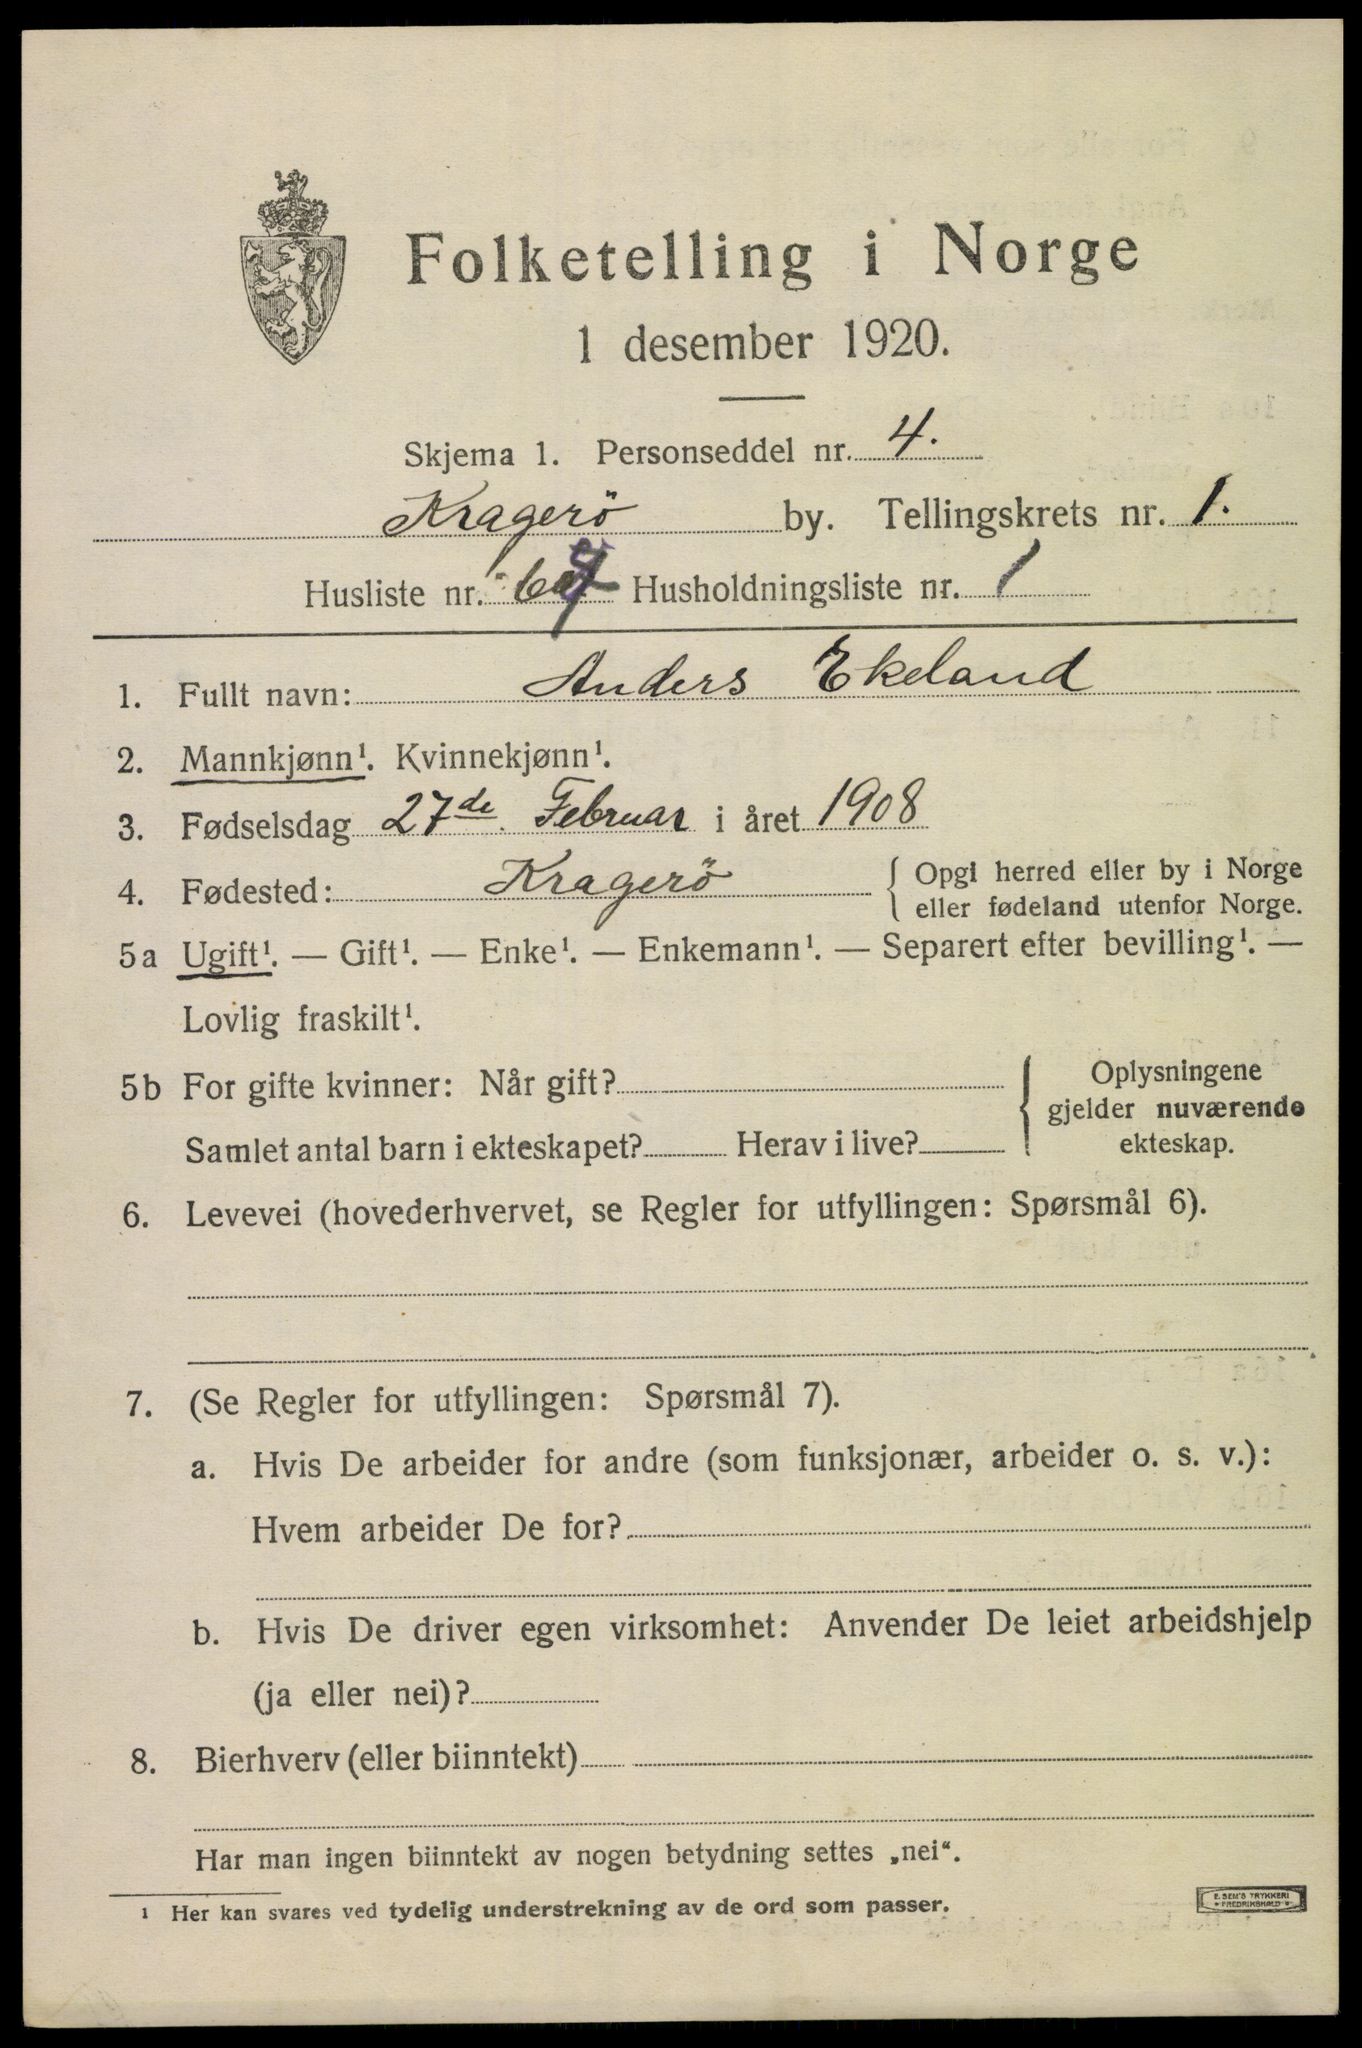 Folketelling i Norge
1 desember 1920.
Skjema 1. Personseddel nr. 4.
Kragerö by. Tellingskrets nr. 1.
Husliste nr. Husholdningsliste nr. 1
1. Fullt navn: Anders Ekeland
2. Mannkjønn¹. Kvinnekjønn¹.
3. Fødselsdag 27de Februar i året 1908
4. Fødested: Kragerö { Opgi herred eller by i Norge
eller fødeland utenfor Norge.
5a Ugift¹. — Gift¹. — Enke¹. — Enkemann¹. — Separert efter bevilling¹. —
Lovlig fraskilt¹.
5b For gifte kvinner: Når gift? { Oplysningene
gjelder nuværende
Samlet antal barn i ekteskapet? Herav i live? ekteskap.
6. Levevei (hovederhvervet, se Regler for utfyllingen: Spørsmål 6).
7. (Se Regler for utfyllingen: Spørsmål 7).
a. Hvis De arbeider for andre (som funksjonær, arbeider o. s. v.):
Hvem arbeider De for?
b. Hvis De driver egen virksomhet: Anvender De leiet arbeidshjelp
(ja eller nei)?
8. Bierhverv (eller biinntekt)
Har man ingen biinntekt av nogen betydning settes „nei“.
¹ Her kan svares ved tydelig understrekning av de ord som passer.
E. SEM'S TRYKKERI
FREDRIKSHALD